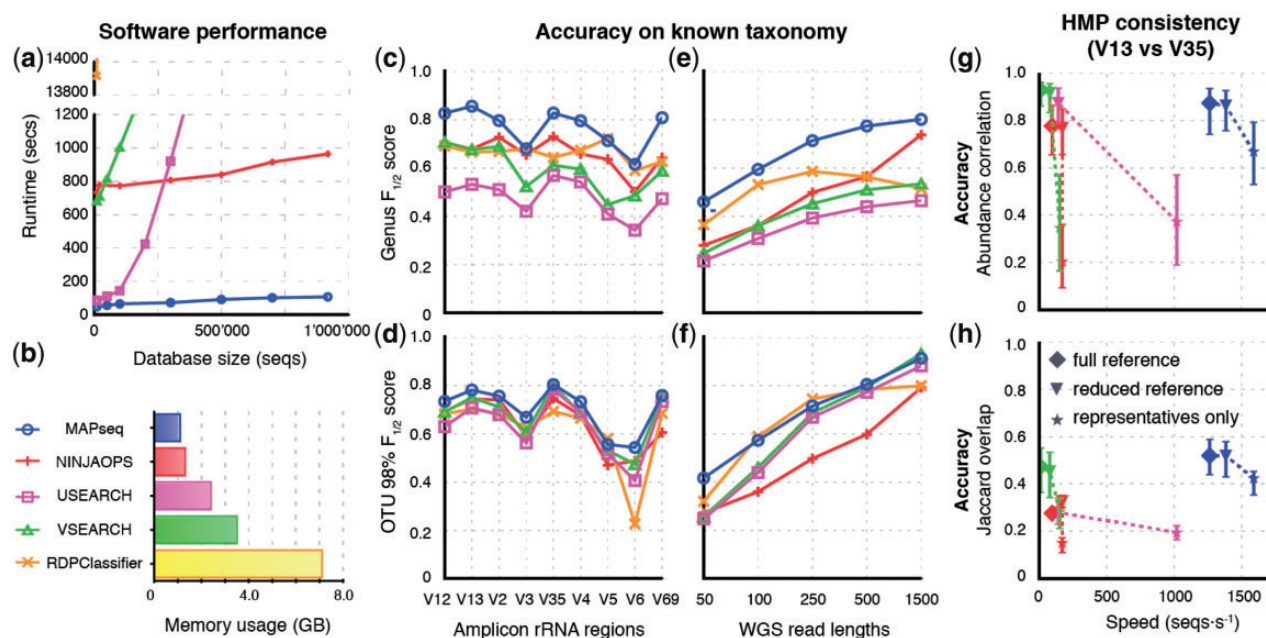 Software performance
Accuracy on known taxonomy
HMP consistency
(V13 vs V35)
(a)
14000
13800
1200
1000
800
600
400
200
0
Runtime (secs)
0
500'000
1'000'000
Database size (seqs)
(b)
MAPseq
NINJAOPS
USEARCH
VSEARCH
RDPClassifier
0
4.0
8.0
Memory usage (GB)
(c)
1.0
0.8
0.6
0.4
0.2
0
Genus F1/2 score
(d)
1.0
0.8
0.6
0.4
0.2
0
OTU 98% F1/2 score
V12 V13 V2 V3 V35 V4 V5 V6 V69
Amplicon rRNA regions
(e)
(f)
50 100 250 500 1500
WGS read lengths
(g)
1.0
0.8
0.6
0.4
0.2
0
Accuracy
Abundance correlation
(h)
1.0
0.8
0.6
0.4
0.2
0
Accuracy
Jaccard overlap
full reference
reduced reference
representatives only
0 500 1000 1500
Speed (seqs·s-1)